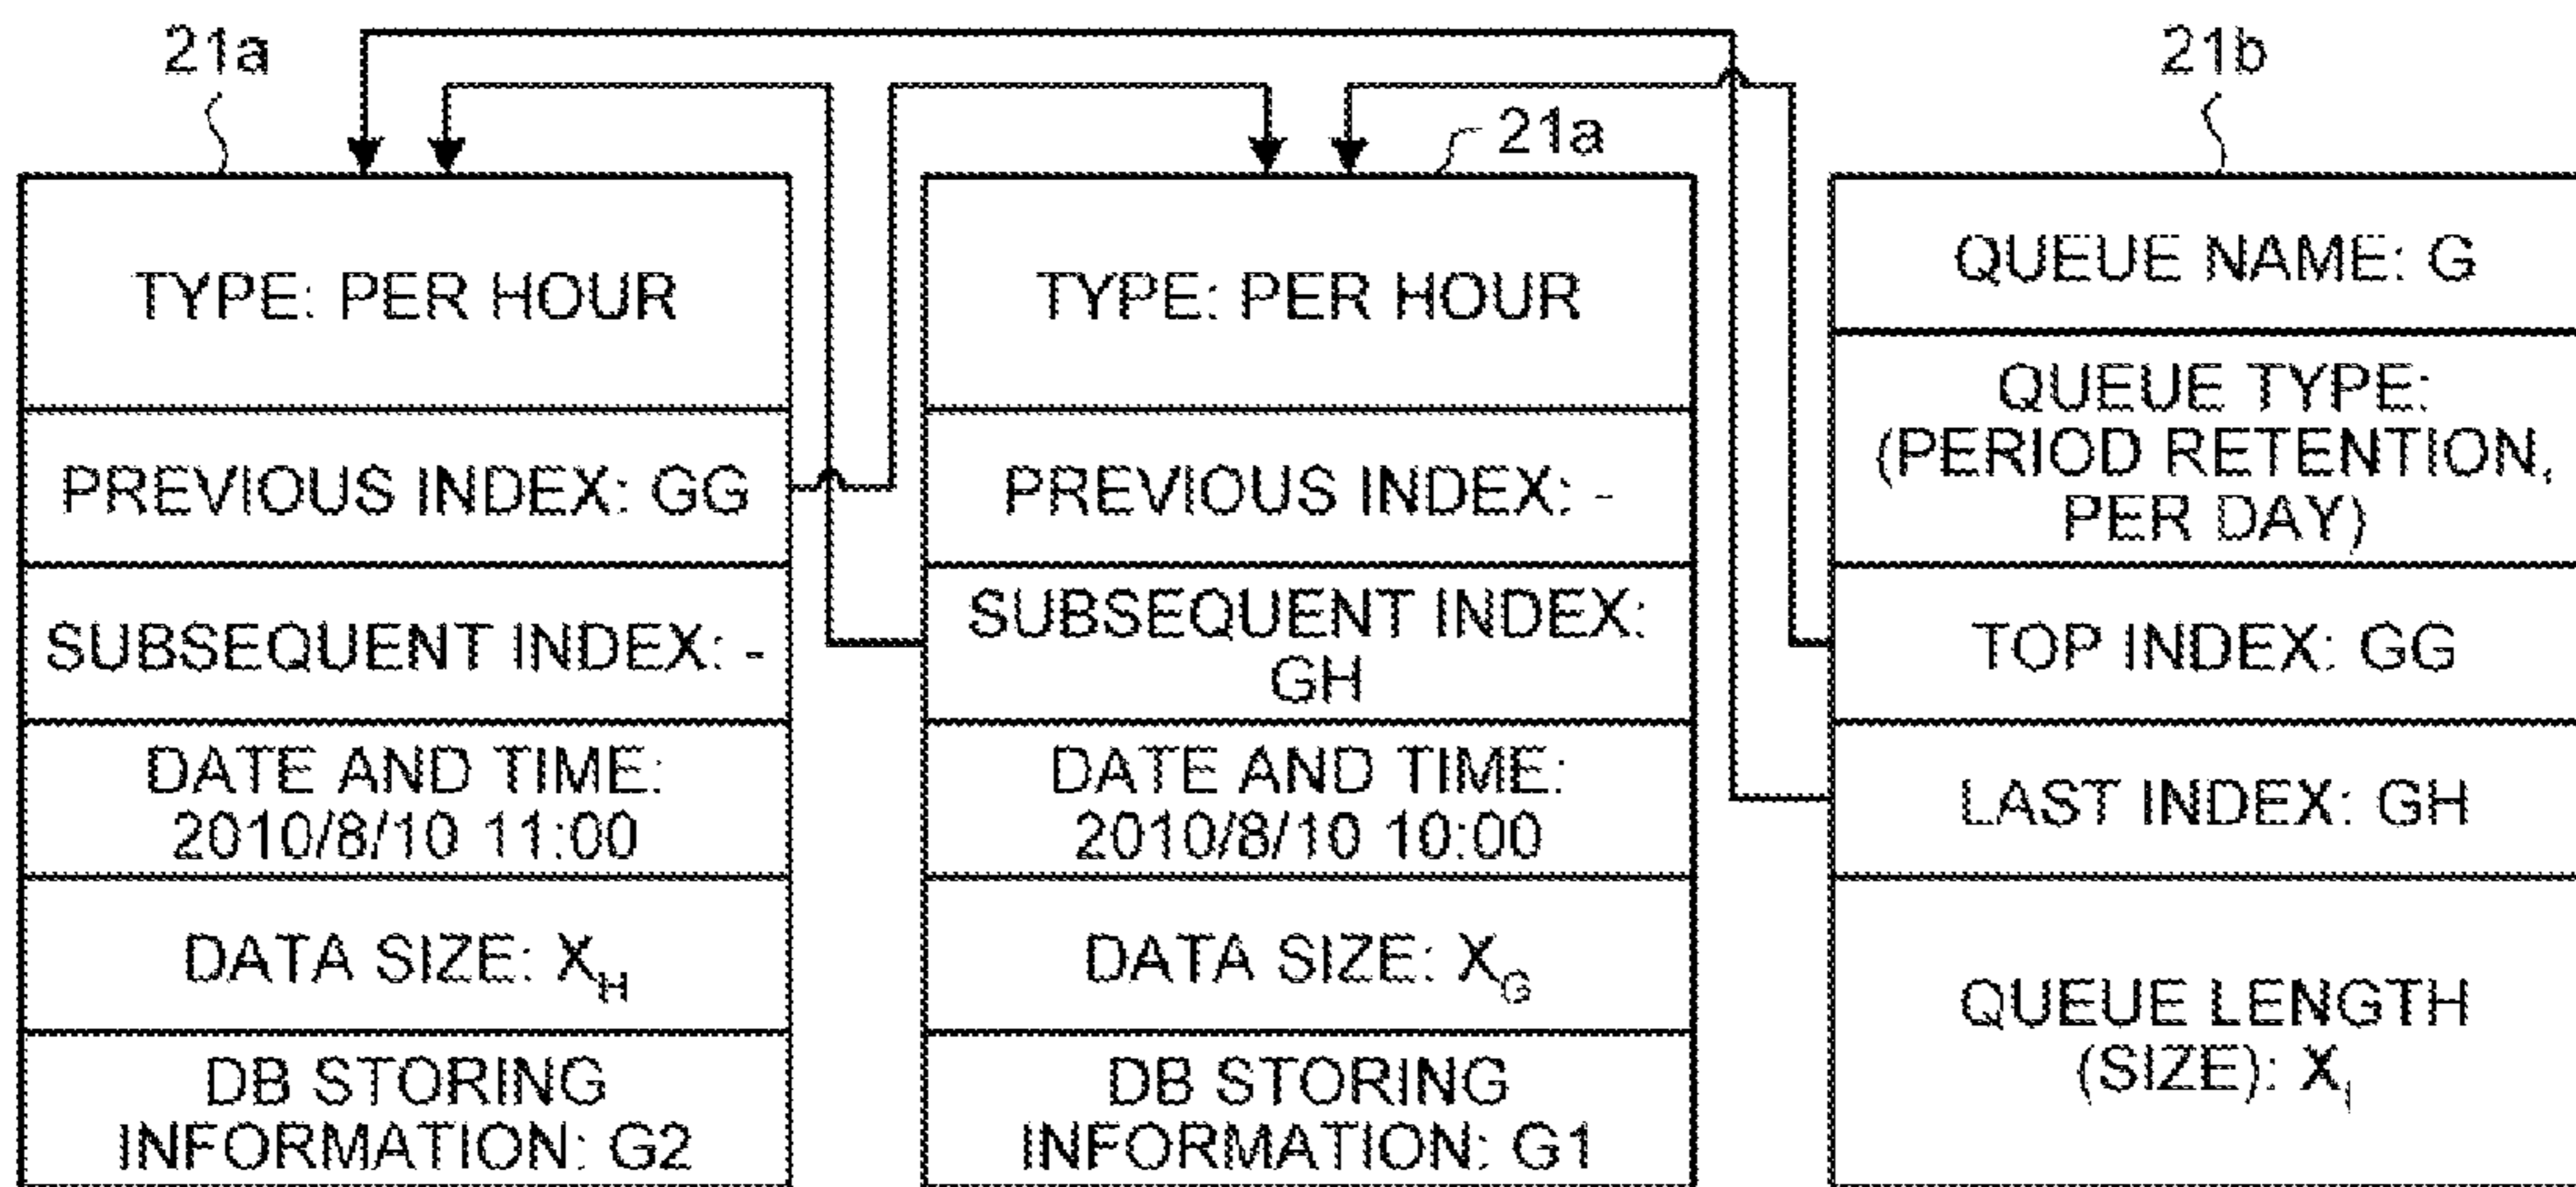 21a
21a
21b
TYPE: PER HOUR
PREVIOUS INDEX: GG
SUBSEQUENT INDEX: -
DATE AND TIME:
2010/8/10 11:00
DATA SIZE: X_H
DB STORING
INFORMATION: G2
TYPE: PER HOUR
PREVIOUS INDEX: -
SUBSEQUENT INDEX:
GH
DATE AND TIME:
2010/8/10 10:00
DATA SIZE: X_G
DB STORING
INFORMATION: G1
QUEUE NAME: G
QUEUE TYPE:
(PERIOD RETENTION,
PER DAY)
TOP INDEX: GG
LAST INDEX: GH
QUEUE LENGTH
(SIZE): X_I